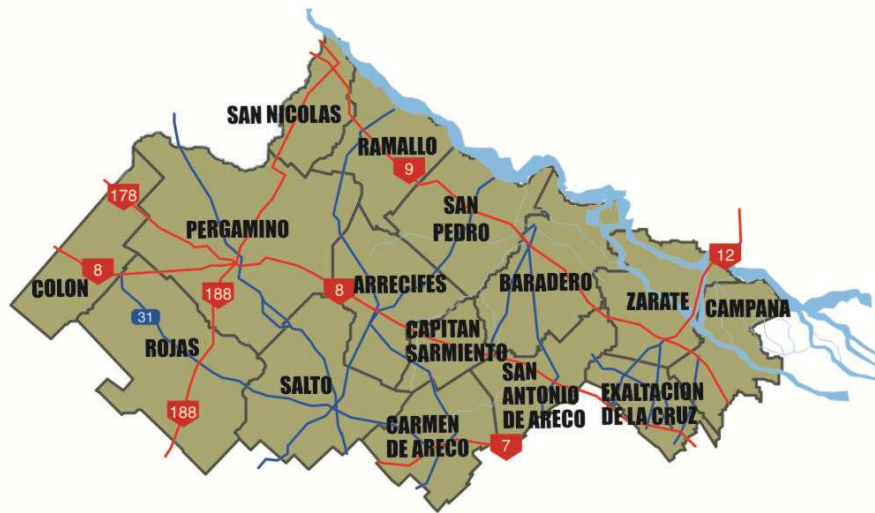 SAN NICOLAS
RAMALLO
9
178
PERGAMINO
SAN
PEDRO
12
8
COLON
188
8
ARRECIFES
BARADERO
ZARATE
CAMPANA
31
ROJAS
CAPITAN
SARMIENTO
SALTO
SAN
ANTONIO
DE ARECO
EXALTACION
DE LA CRUZ
188
CARMEN
DE ARECO
7